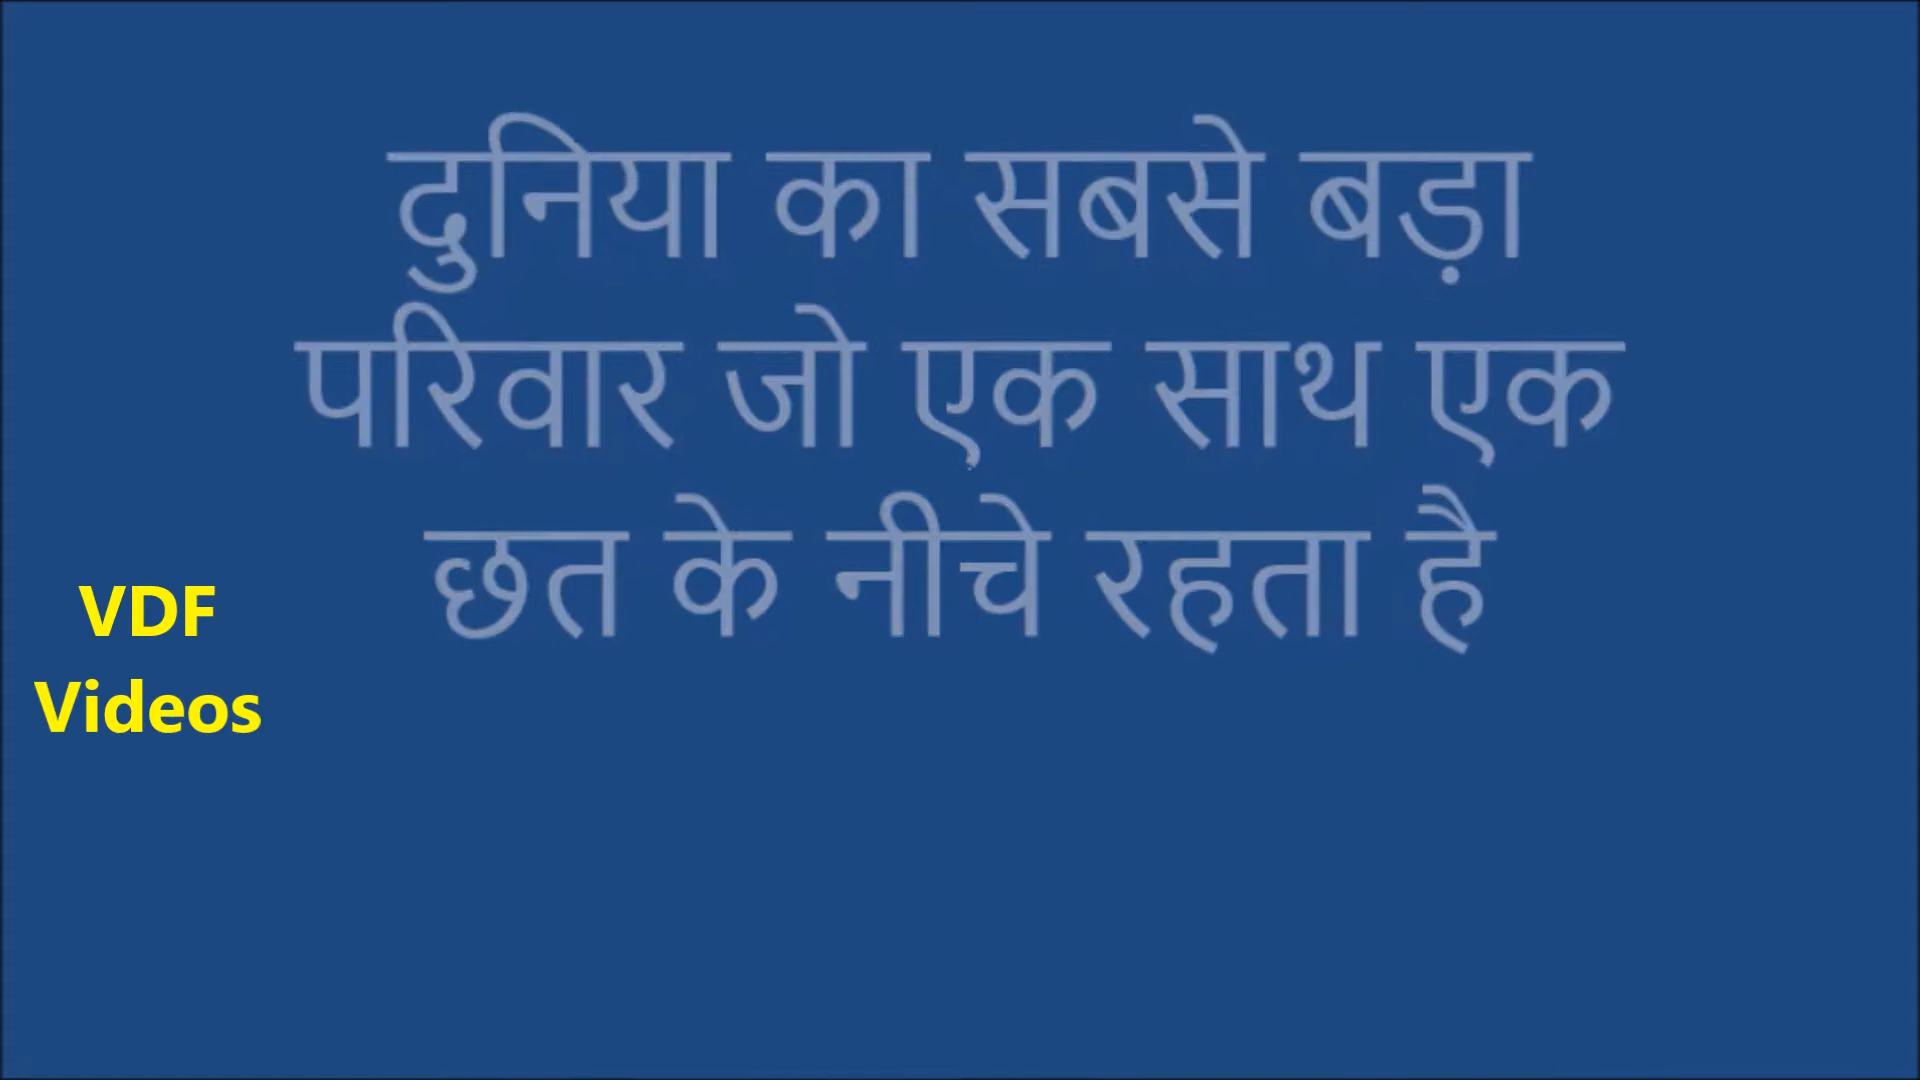 दुनिया का सबसे बड़ा
परिवार जो एक साथ एक
छत के नीचे रहता है
VDF
Videos